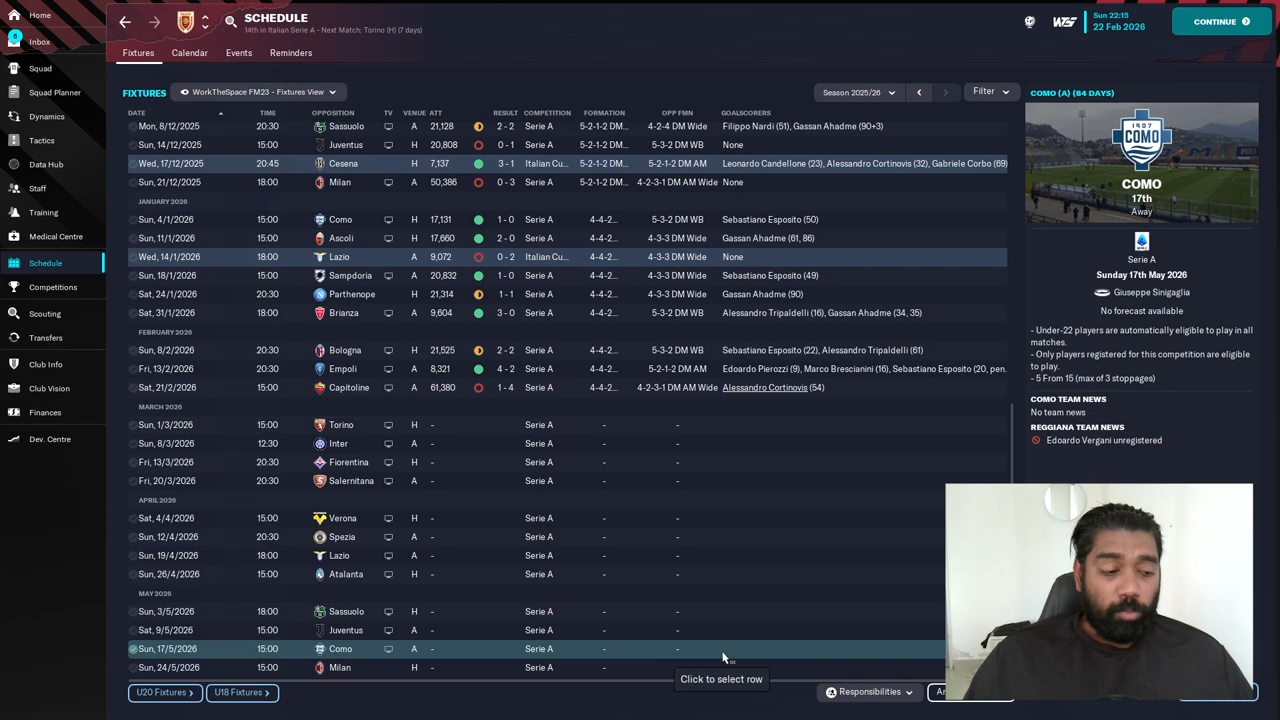 Home
SCHEDULE
14th in Italian Serie A - Next Match: Torino (H) (7 days)
Sun 22:15
22 Feb 2026
CONTINUE
6
Inbox
Squad
Squad Planner
Dynamics
Tactics
Data Hub
Staff
Training
Medical Centre
Schedule
Competitions
Scouting
Transfers
Club Info
Club Vision
Finances
Dev. Centre
Fixtures Calendar Events Reminders
FIXTURES WorkTheSpace FM23 - Fixtures View Season 2025/26 Filter
DATE TIME OPPOSITION TV VENUE ATT RESULT COMPETITION FORMATION OPP FMN GOALSCORERS
Mon, 8/12/2025 20:30 Sassuolo A 21,123 2 - 2 Serie A 5-2-1-2 DM... 4-2-4 DM Wide Filippo Nardi (51), Gassan Ahadme (90+3)
Sun, 14/12/2025 15:00 Juventus H 20,806 0 - 1 Serie A 5-2-1-2 DM... 5-3-2 DM WB None
Wed, 17/12/2025 20:45 Cesena A 7,137 3 - 1 Italian Cu... 5-2-1-2 DM... 5-2-1-2 DM AM Leonardo Candellone (23), Alessandro Cortinovis (32), Gabriele Corbo (69)
Sun, 21/12/2025 18:00 Milan A 50,386 0 - 3 Serie A 5-2-1-2 DM... 4-2-3-1 DM AM Wide None
JANUARY 2026
Sun, 4/1/2026 15:00 Como H 17,131 1 - 0 Serie A 4-4-2... 5-3-2 DM WB Sebastiano Esposito (50)
Sun, 11/1/2026 15:00 Ascoli H 17,660 2 - 0 Serie A 4-4-2... 4-3-3 DM Wide Gassan Ahadme (61, 86)
Wed, 14/1/2026 18:00 Lazio A 9,072 0 - 2 Italian Cu... 4-4-2... 4-3-3 DM Wide None
Sun, 18/1/2026 15:00 Sampdoria A 20,832 1 - 0 Serie A 4-4-2... 4-3-3 DM Wide Sebastiano Esposito (49)
Sat, 24/1/2026 20:30 Parthenope H 21,314 1 - 1 Serie A 4-4-2... 4-3-3 DM Wide Gassan Ahadme (90)
Sat, 31/1/2026 18:00 Brianza A 9,604 3 - 0 Serie A 4-4-2... 5-3-2 DM WB Alessandro Tripaldelli (16), Gassan Ahadme (34, 35)
FEBRUARY 2026
Sun, 8/2/2026 20:30 Bologna H 21,525 2 - 2 Serie A 4-4-2... 5-3-2 DM WB Sebastiano Esposito (22), Alessandro Tripaldelli (61)
Fri, 13/2/2026 20:30 Empoli A 8,321 4 - 2 Serie A 4-4-2... 5-2-1-2 DM AM Edoardo Pierozzi (9), Marco Brescianini (16), Sebastiano Esposito (20, pen.
Sat, 21/2/2026 15:00 Capitoline A 61,380 1 - 4 Serie A 4-4-2... 4-2-3-1 DM AM Wide Alessandro Cortinovis (54)
MARCH 2026
Sun, 1/3/2026 15:00 Torino H - Serie A - -
Sun, 8/3/2026 12:30 Inter A - Serie A - -
Fri, 13/3/2026 20:30 Fiorentina H - Serie A - -
Fri, 20/3/2026 20:30 Salernitana A - Serie A - -
APRIL 2026
Sat, 4/4/2026 15:00 Verona H - Serie A - -
Sun, 12/4/2026 20:30 Spezia A - Serie A - -
Sun, 19/4/2026 18:00 Lazio A - Serie A - -
Sun, 26/4/2026 15:00 Atalanta H - Serie A - -
MAY 2026
Sun, 3/5/2026 18:00 Sassuolo H - Serie A - -
Sat, 9/5/2026 15:00 Juventus A - Serie A - -
Sun, 17/5/2026 15:00 Como A - Serie A - -
Sun, 24/5/2026 15:00 Milan H - Serie A - -
Click to select row
U20 Fixtures U18 Fixtures Responsibilities
COMO (A) (84 DAYS)
1907
COMO
COMO
17th
Away
Serie A
Sunday 17th May 2026
Giuseppe Sinigaglia
No forecast available
- Under-22 players are automatically eligible to play in all
matches.
- Only players registered for this competition are eligible
to play.
- 5 From 15 (max of 3 stoppages)
COMO TEAM NEWS
No team news
REGGIANA TEAM NEWS
Edoardo Vergani unregistered